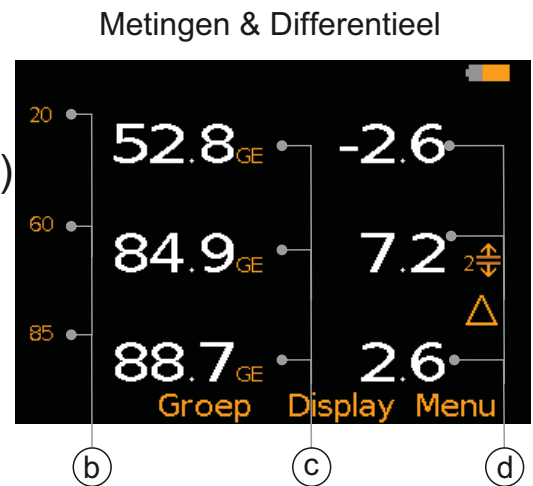 Metingen & Differentieel
20 52.8GE -2.6
)
60 84.9GE 7.2 2
85 88.7GE 2.6
Groep Display Menu
b c d